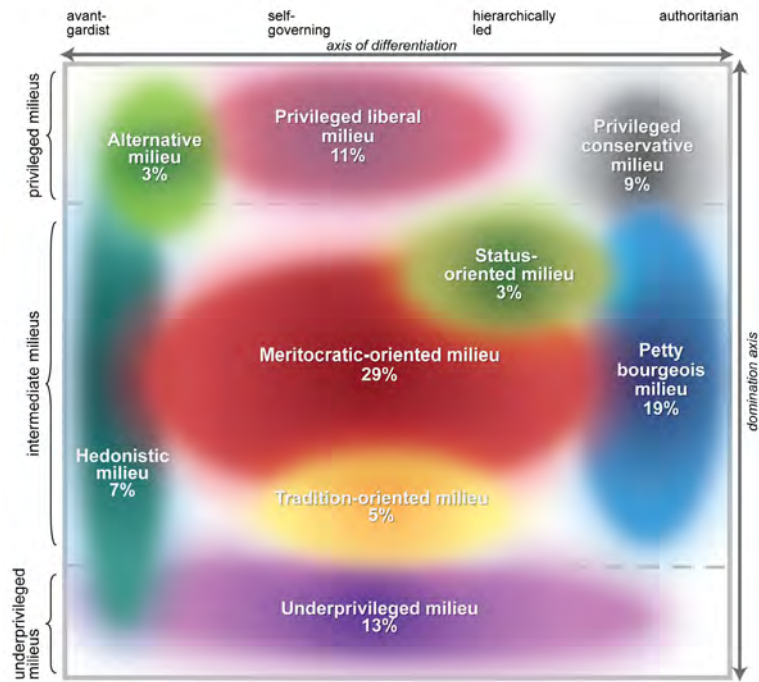 avant-
gardist
self-
governing
hierarchically
led
authoritarian
axis of differentiation
privileged milieus
intermediate milieus
underprivileged
milieus
domination axis
Alternative
milieu
3%
Privileged liberal
milieu
11%
Privileged
conservative
milieu
9%
Status-
oriented milieu
3%
Meritocratic-oriented milieu
29%
Petty
bourgeois
milieu
19%
Hedonistic
milieu
7%
Tradition-oriented milieu
5%
Underprivileged milieu
13%